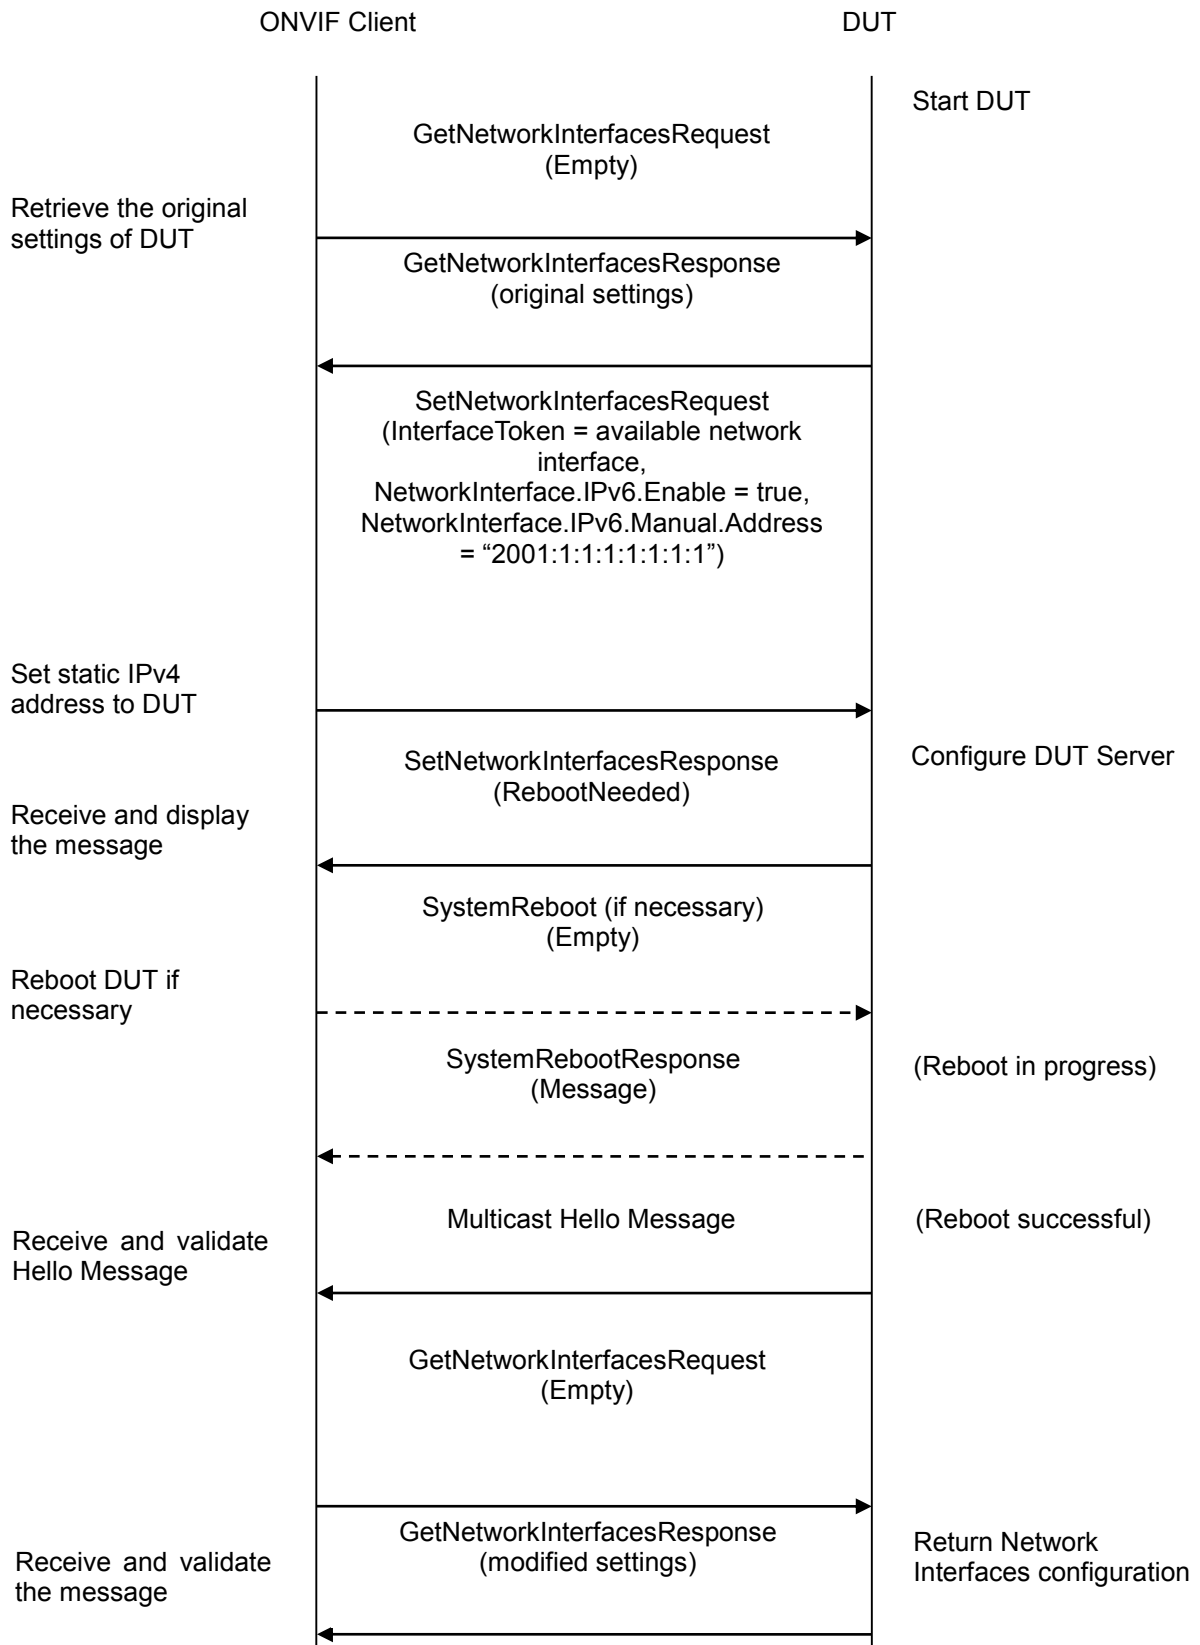 ONVIF Client
DUT
Start DUT
GetNetworkInterfacesRequest
(Empty)
Retrieve the original
settings of DUT
GetNetworkInterfacesResponse
(original settings)
SetNetworkInterfacesRequest
(InterfaceToken = available network
interface,
NetworkInterface.IPv6.Enable = true,
NetworkInterface.IPv6.Manual.Address
= “2001:1:1:1:1:1:1:1”)
Set static IPv4
address to DUT
SetNetworkInterfacesResponse
(RebootNeeded)
Configure DUT Server
Receive and display
the message
SystemReboot (if necessary)
(Empty)
Reboot DUT if
necessary
SystemRebootResponse
(Message)
(Reboot in progress)
Multicast Hello Message
(Reboot successful)
Receive and validate
Hello Message
GetNetworkInterfacesRequest
(Empty)
GetNetworkInterfacesResponse
(modified settings)
Return Network
Interfaces configuration
Receive and validate
the message